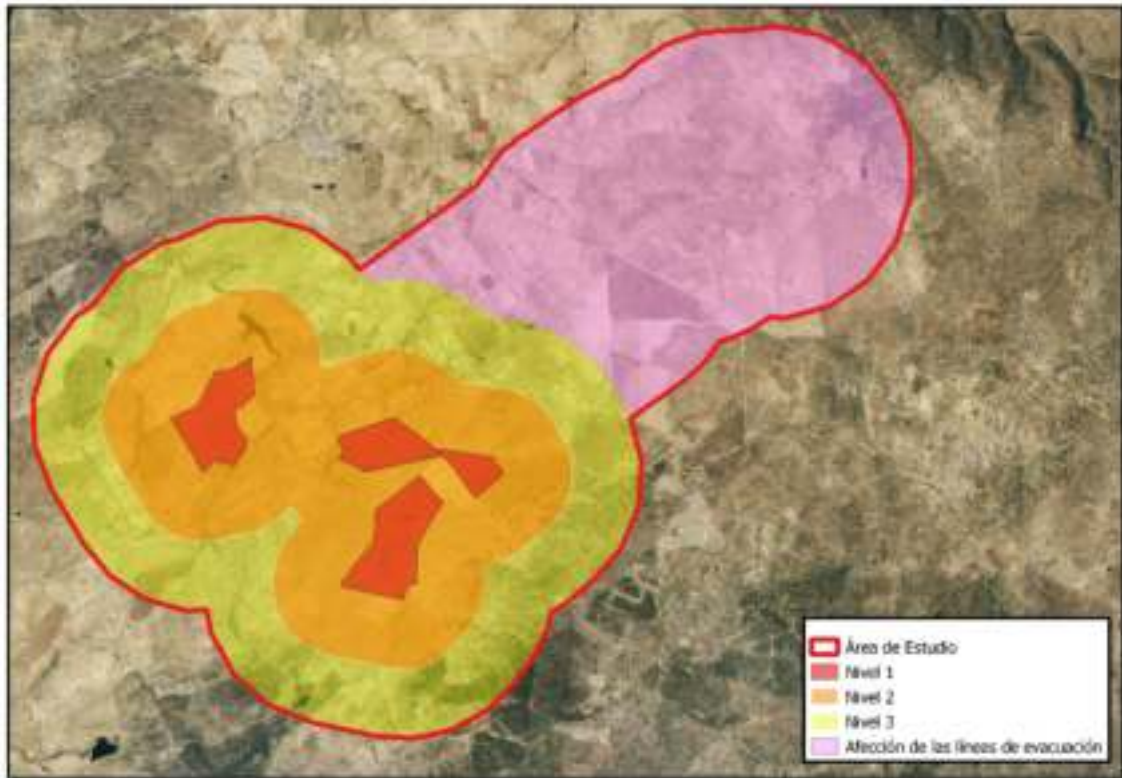 Área de Estudio
Nivel 1
Nivel 2
Nivel 3
Afección de las líneas de evacuación